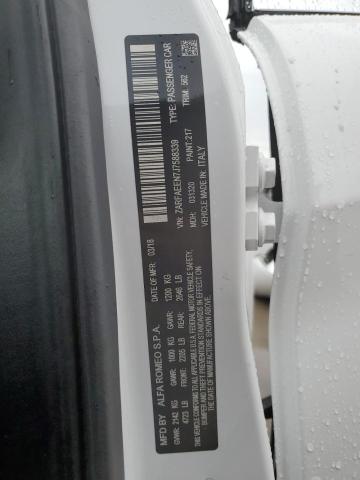 MFD BY ALFA ROMEO S.P.A. DATE OF MFR 03/18
GVWR: 2142 KG GAWR: 1000 KG GAWR: 1200 KG
4723 LB FRONT: 2205 LB REAR: 2646 LB
THIS VEHICLE CONFORMS TO ALL APPLICABLE U.S.A. FEDERAL MOTOR VEHICLE SAFETY,
BUMPER AND THEFT PREVENTION STANDARDS IN EFFECT ON
THE DATE OF MANUFACTURE SHOWN ABOVE.
VIN: ZARFAEEN7J7588339 TYPE: PASSENGER CAR
MDH: 031320 PAINT: 217 TRIM: 562
VEHICLE MADE IN: ITALY